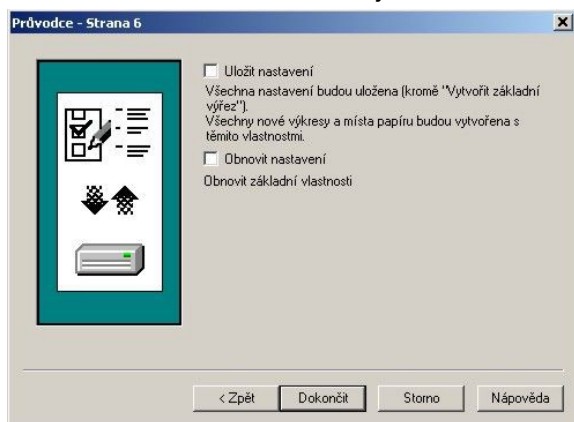 Průvodce - Strana 6
Uložit nastavení
Všechna nastavení budou uložena (kromě "Vytvořit základní
výřez").
Všechny nové výkresy a místa papíru budou vytvořena s
těmito vlastnostmi.
Obnovit nastavení
Obnovit základní vlastnosti
< Zpět
Dokončit
Storno
Nápověda